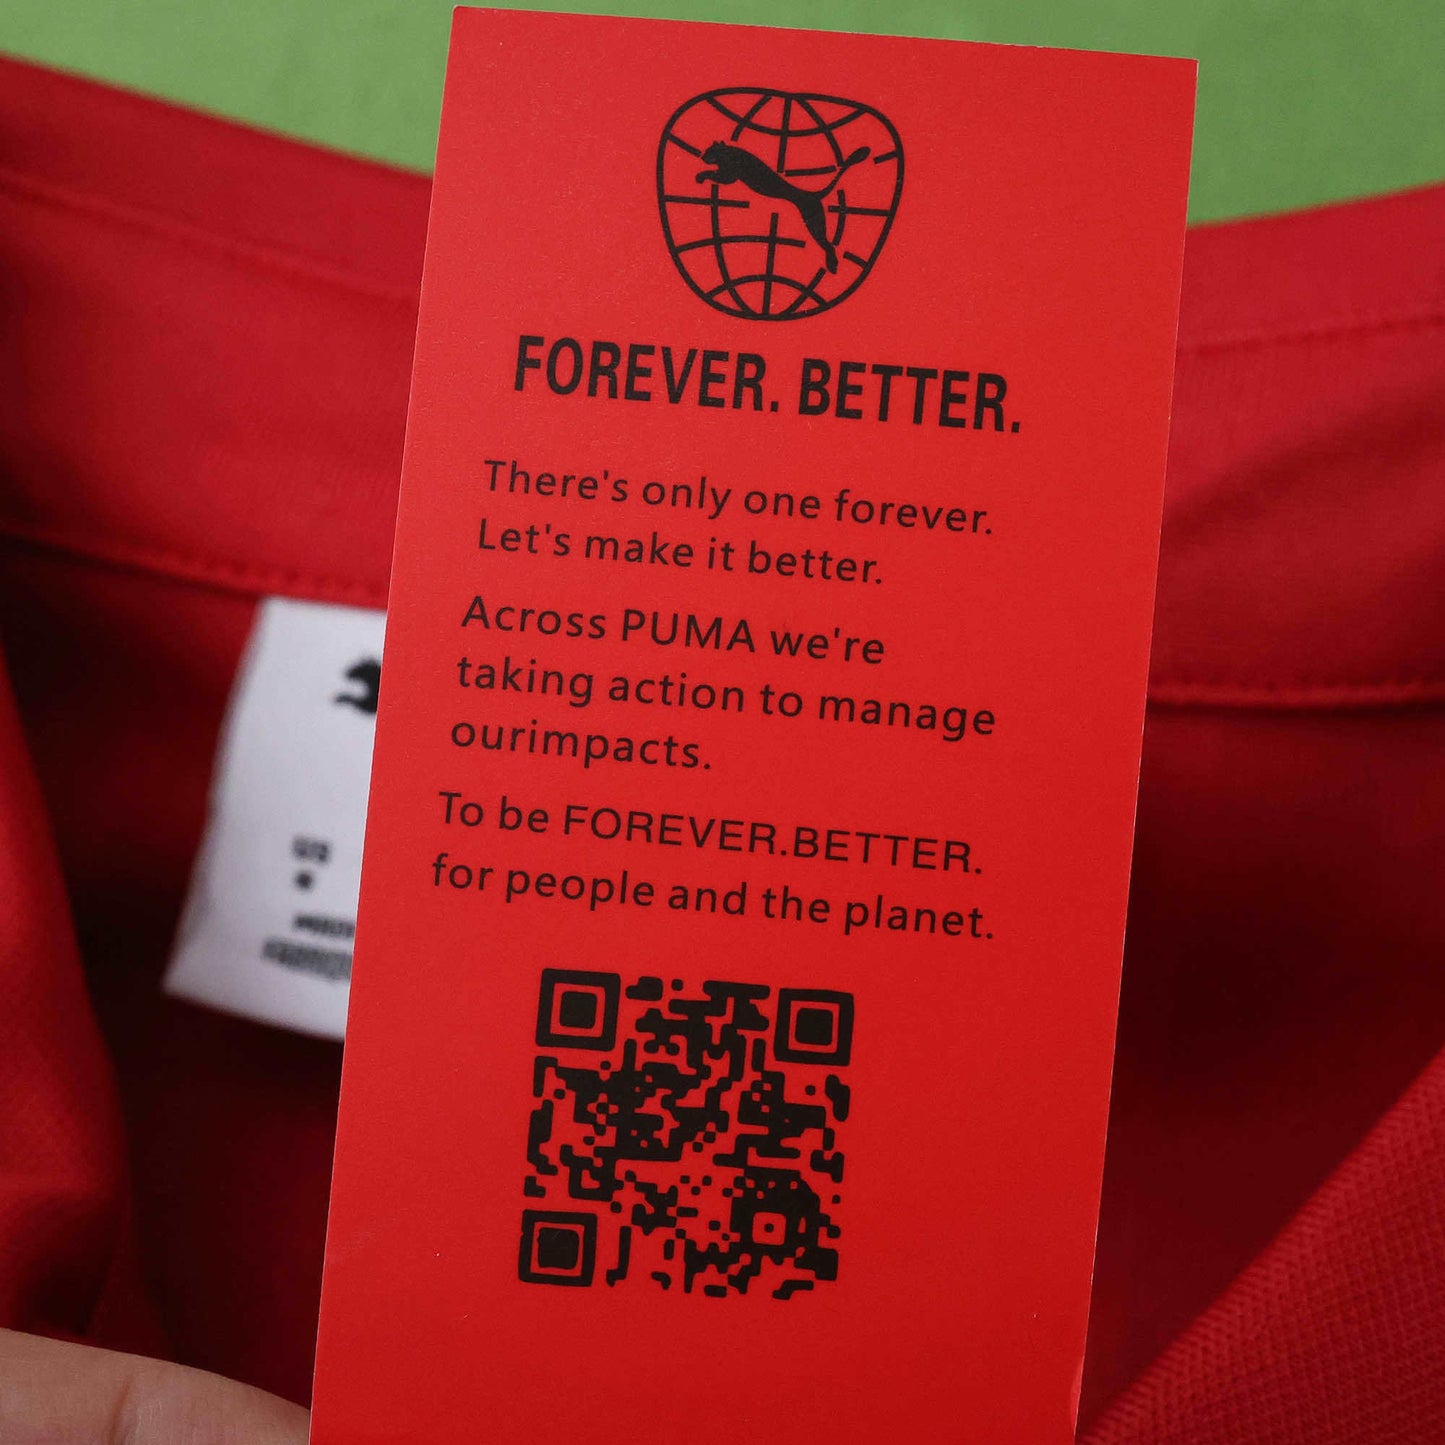 FOREVER. BETTER.
There's only one forever.
Let's make it better.
Across PUMA we're
taking action to manage
ourimpacts.
To be FOREVER.BETTER.
for people and the planet.